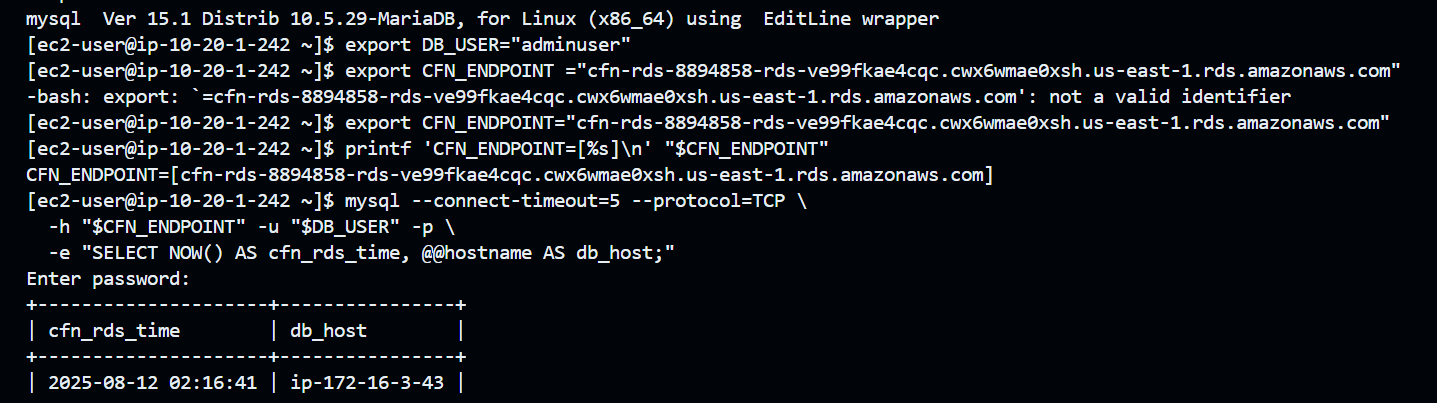 mysql  Ver 15.1 Distrib 10.5.29-MariaDB, for Linux (x86_64) using  EditLine wrapper
[ec2-user@ip-10-20-1-242 ~]$ export DB_USER="adminuser"
[ec2-user@ip-10-20-1-242 ~]$ export CFN_ENDPOINT ="cfn-rds-8894858-rds-ve99fkae4cqc.cwx6wmae0xsh.us-east-1.rds.amazonaws.com"
-bash: export: `=cfn-rds-8894858-rds-ve99fkae4cqc.cwx6wmae0xsh.us-east-1.rds.amazonaws.com': not a valid identifier
[ec2-user@ip-10-20-1-242 ~]$ export CFN_ENDPOINT="cfn-rds-8894858-rds-ve99fkae4cqc.cwx6wmae0xsh.us-east-1.rds.amazonaws.com"
[ec2-user@ip-10-20-1-242 ~]$ printf 'CFN_ENDPOINT=[%s]\n' "$CFN_ENDPOINT"
CFN_ENDPOINT=[cfn-rds-8894858-rds-ve99fkae4cqc.cwx6wmae0xsh.us-east-1.rds.amazonaws.com]
[ec2-user@ip-10-20-1-242 ~]$ mysql --connect-timeout=5 --protocol=TCP \
  -h "$CFN_ENDPOINT" -u "$DB_USER" -p \
  -e "SELECT NOW() AS cfn_rds_time, @@hostname AS db_host;"
Enter password:
+---------------------+----------------+
| cfn_rds_time        | db_host        |
+---------------------+----------------+
| 2025-08-12 02:16:41 | ip-172-16-3-43 |